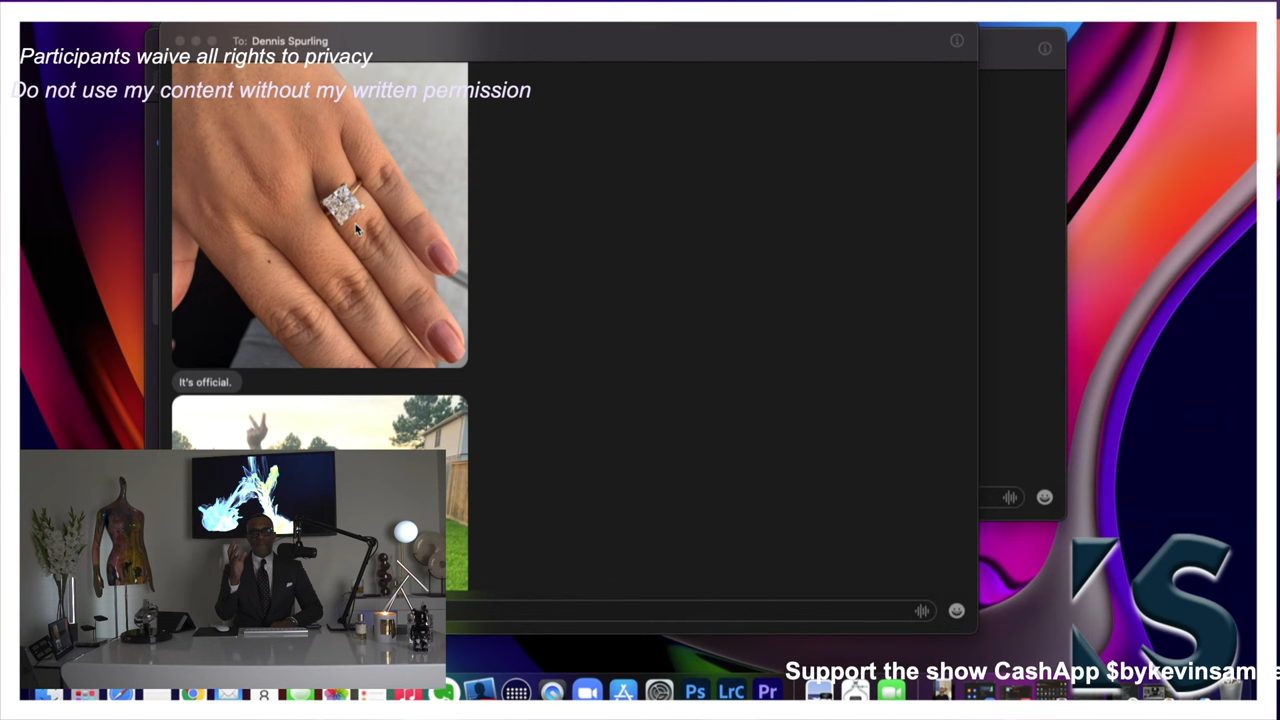 To: Dennis Spurling
Participants waive all rights to privacy
Do not use my content without my written permission
It's official.
KS
Support the show CashApp $bykevinsam
Ps
LrC
Pr